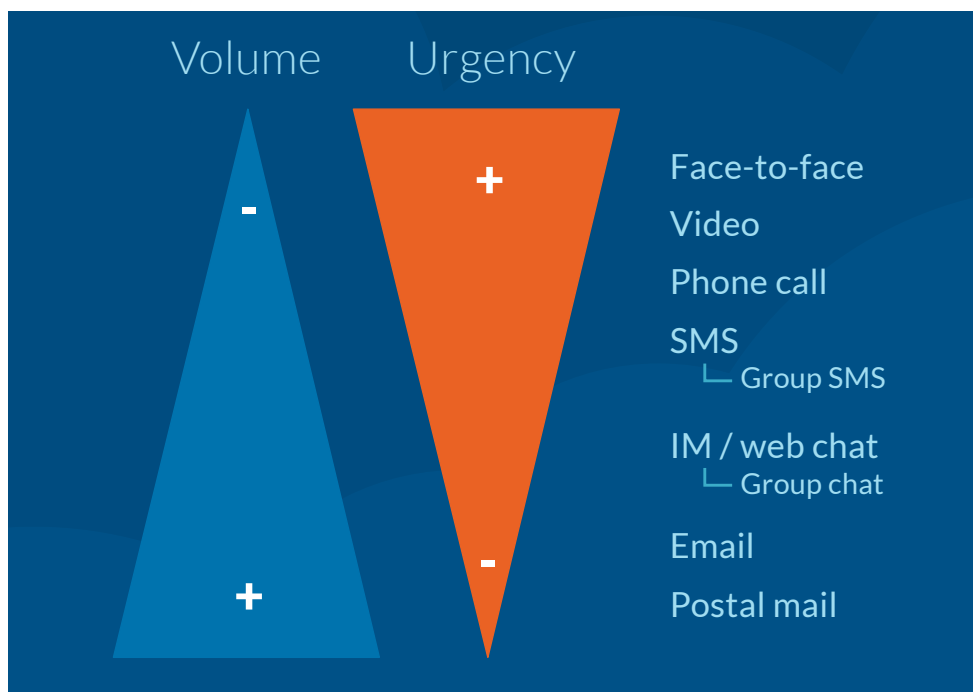 Volume
Urgency
-
+
+
-
Face-to-face
Video
Phone call
SMS
Group SMS
IM / web chat
Group chat
Email
Postal mail